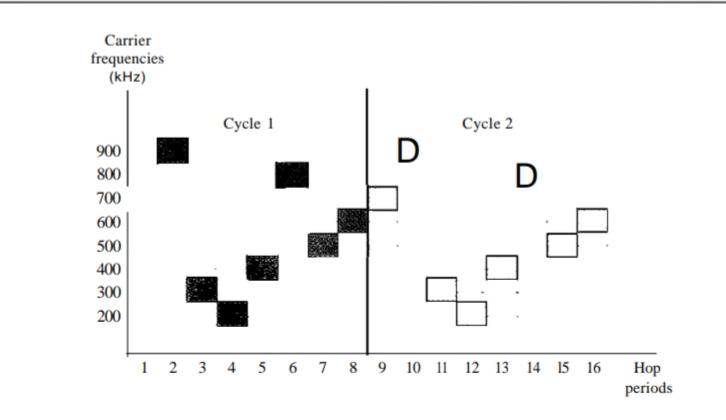 Carrier
frequencies
(kHz)
Cycle 1
Cycle 2
900
D
800
D
700
600
500
400
300
200
1 2 3 4 5 6 7 8 9 10 11 12 13 14 15 16 Hop
periods